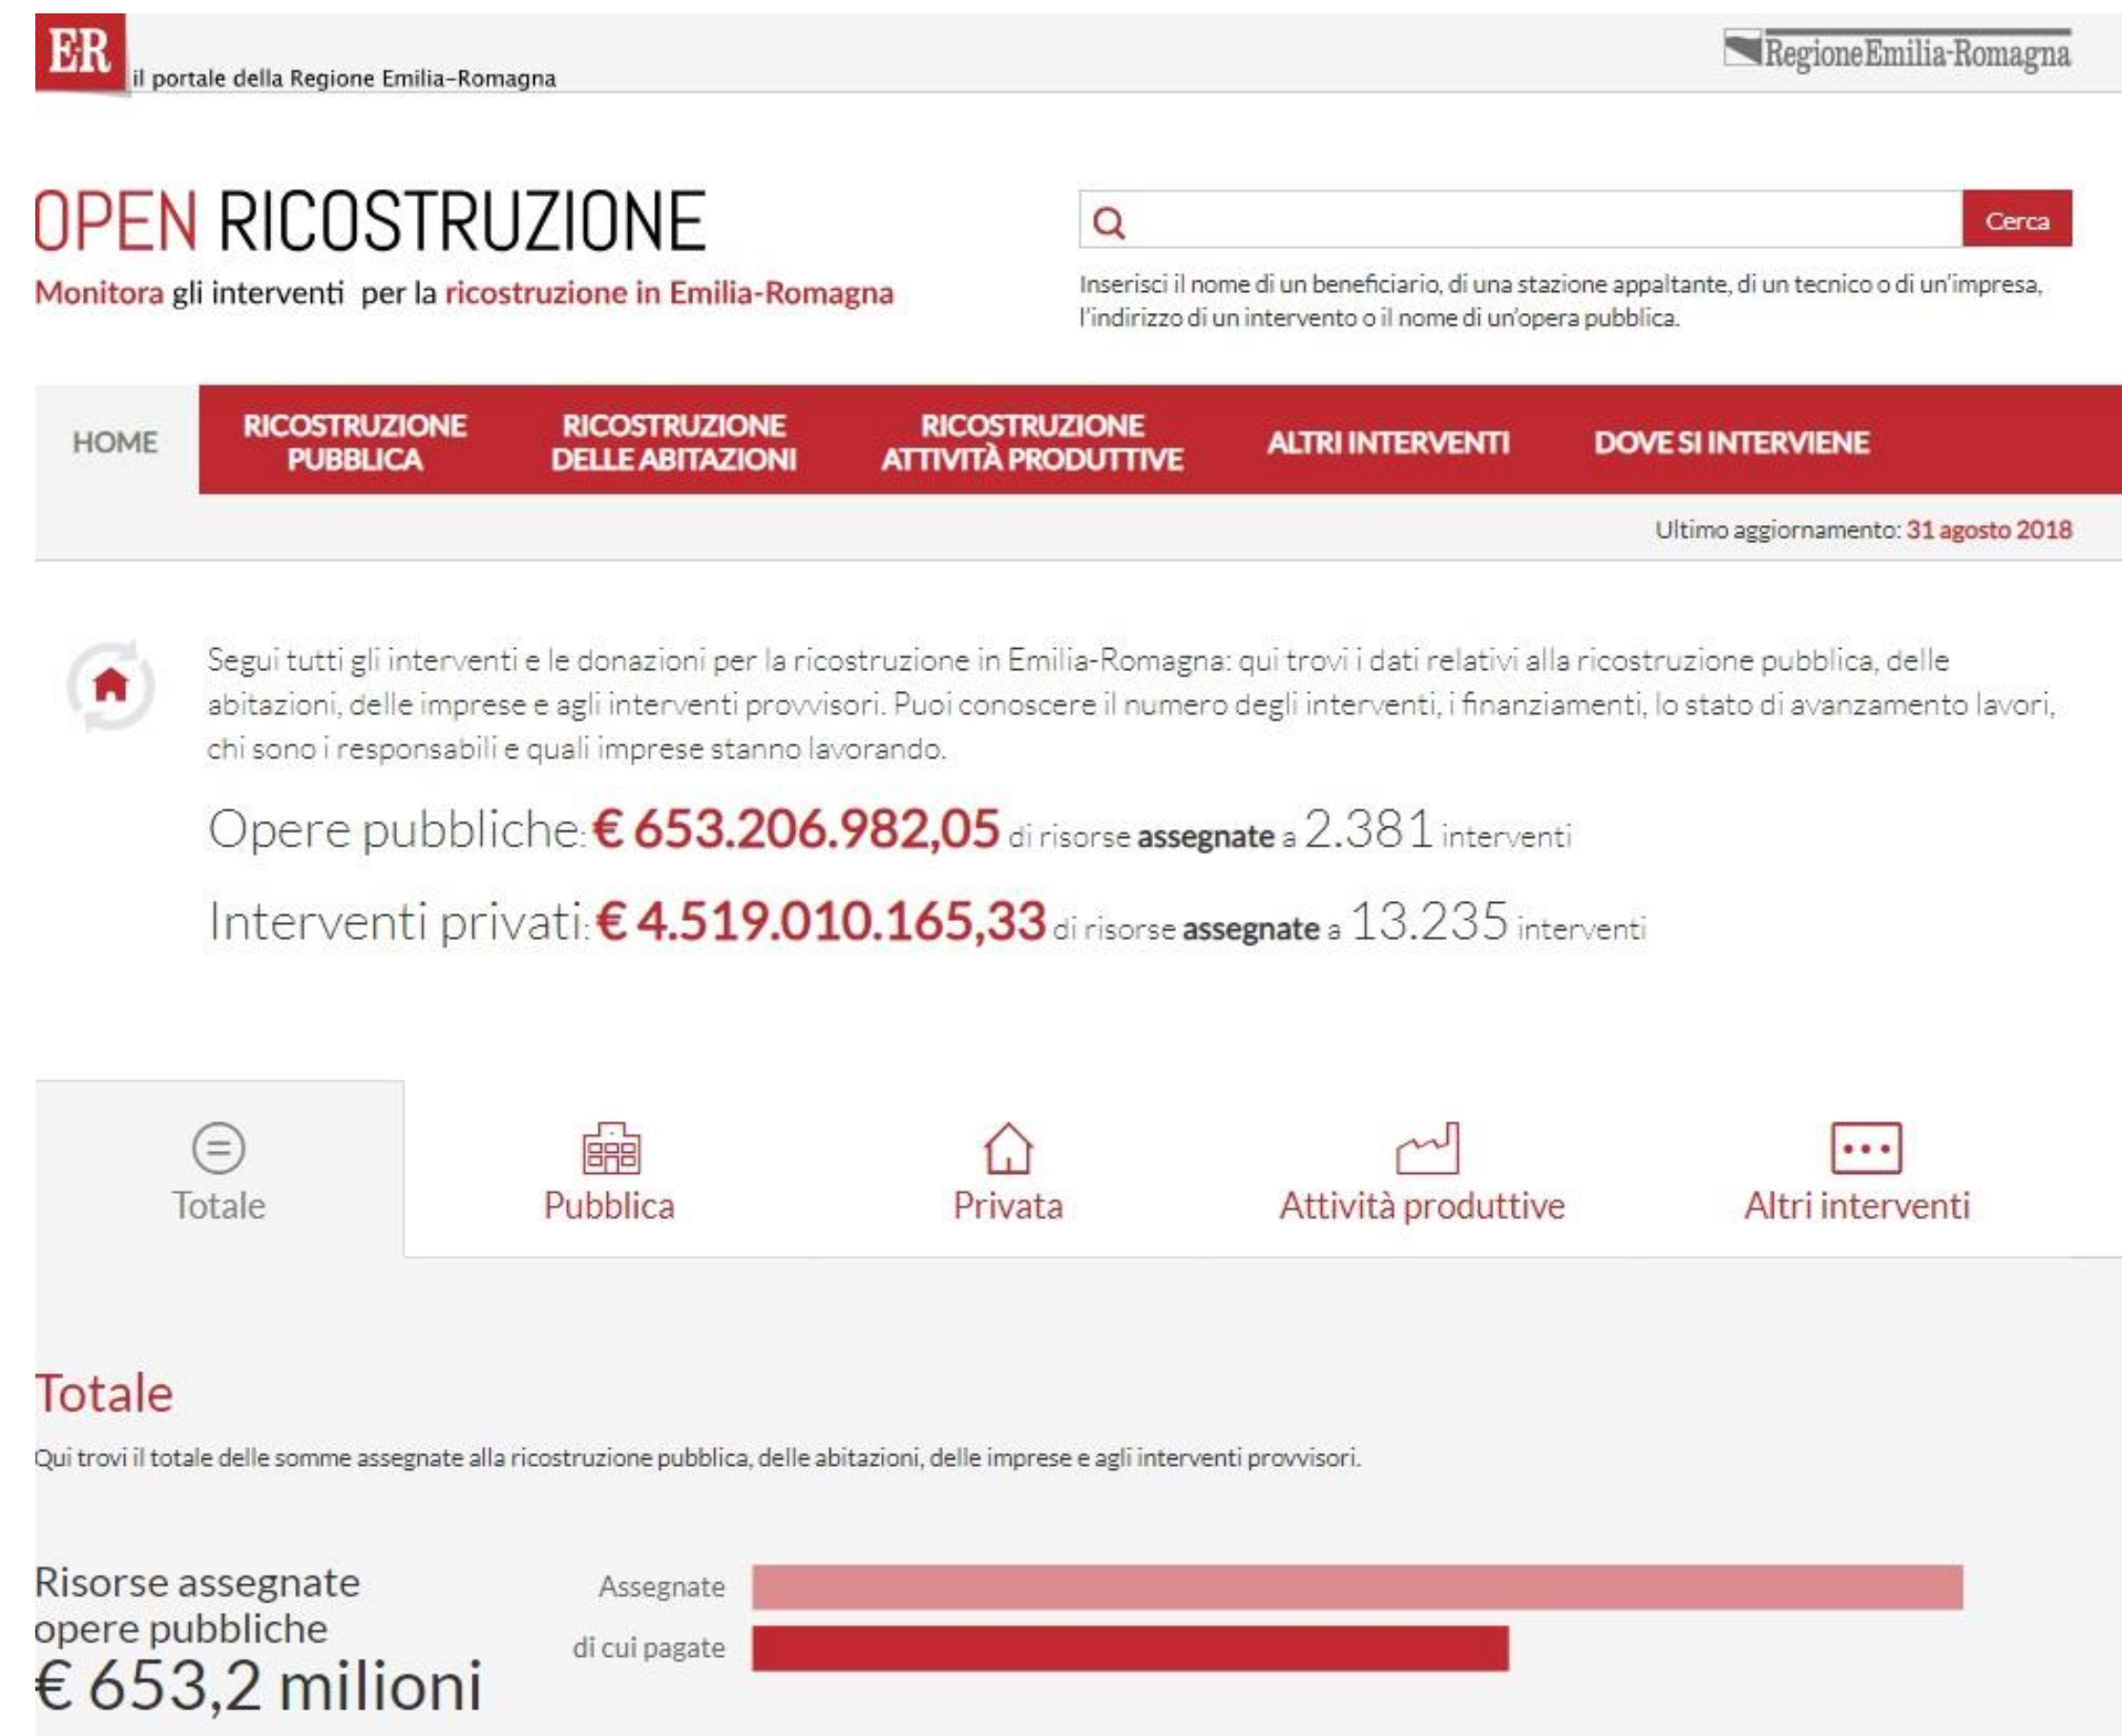 E-R
il portale della Regione Emilia-Romagna
RegioneEmilia-Romagna
OPEN RICOSTRUZIONE
Monitora gli interventi per la ricostruzione in Emilia-Romagna
Cerca
Inserisci il nome di un beneficiario, di una stazione appaltante, di un tecnico o di un'impresa,
l'indirizzo di un intervento o il nome di un'opera pubblica.
HOME
RICOSTRUZIONE
PUBBLICA
RICOSTRUZIONE
DELLE ABITAZIONI
RICOSTRUZIONE
ATTIVITÀ PRODUTTIVE
ALTRI INTERVENTI
DOVE SI INTERVIENE
Ultimo aggiornamento: 31 agosto 2018
Segui tutti gli interventi e le donazioni per la ricostruzione in Emilia-Romagna: qui trovi i dati relativi alla ricostruzione pubblica, delle
abitazioni, delle imprese e agli interventi provvisori. Puoi conoscere il numero degli interventi, i finanziamenti, lo stato di avanzamento lavori,
chi sono i responsabili e quali imprese stanno lavorando.
Opere pubbliche: € 653.206.982,05 di risorse assegnate a 2.381 interventi
Interventi privati: € 4.519.010.165,33 di risorse assegnate a 13.235 interventi
Totale
Pubblica
Privata
Attività produttive
Altri interventi
Totale
Qui trovi il totale delle somme assegnate alla ricostruzione pubblica, delle abitazioni, delle imprese e agli interventi provvisori.
Risorse assegnate
opere pubbliche
€ 653,2 milioni
Assegnate
di cui pagate